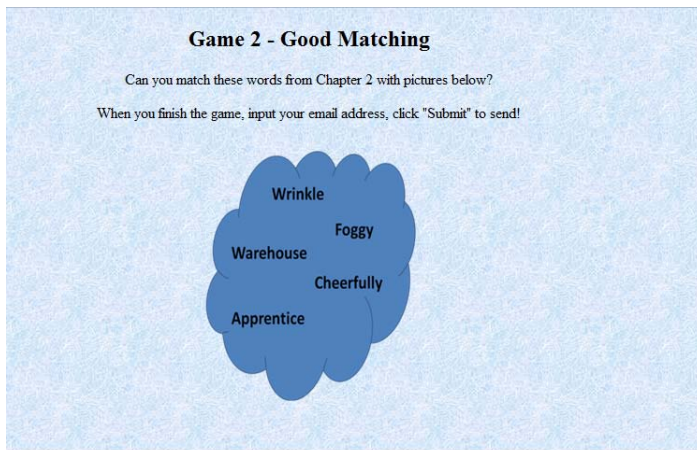 Game 2 - Good Matching
Can you match these words from Chapter 2 with pictures below?
When you finish the game, input your email address, click "Submit" to send!
Wrinkle
Foggy
Warehouse
Cheerfully
Apprentice